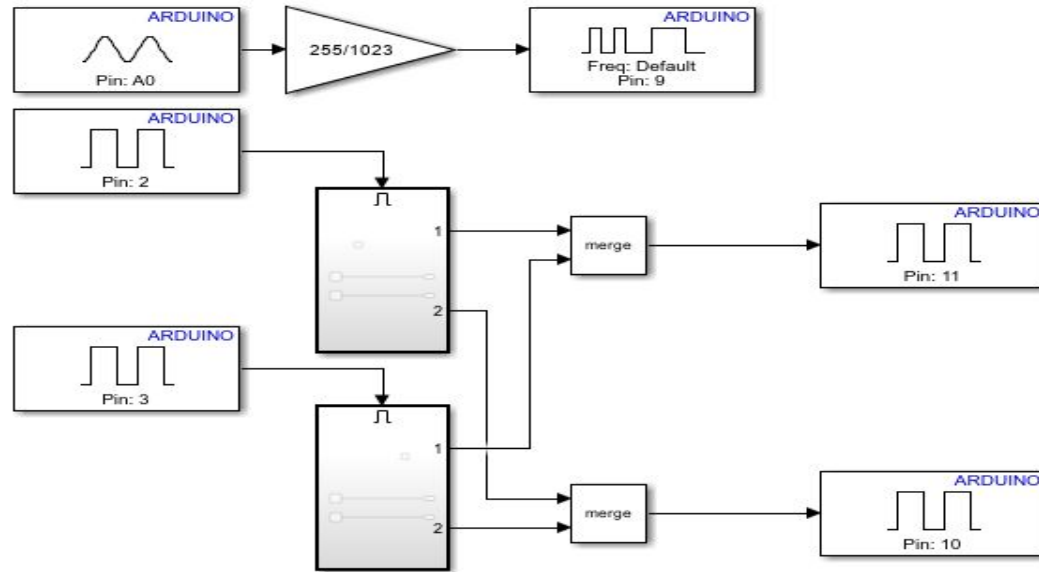 ARDUINO
Pin: A0
255/1023
ARDUINO
Freq: Default
Pin: 9
ARDUINO
Pin: 2
1
2
merge
ARDUINO
Pin: 11
ARDUINO
Pin: 3
1
2
merge
ARDUINO
Pin: 10